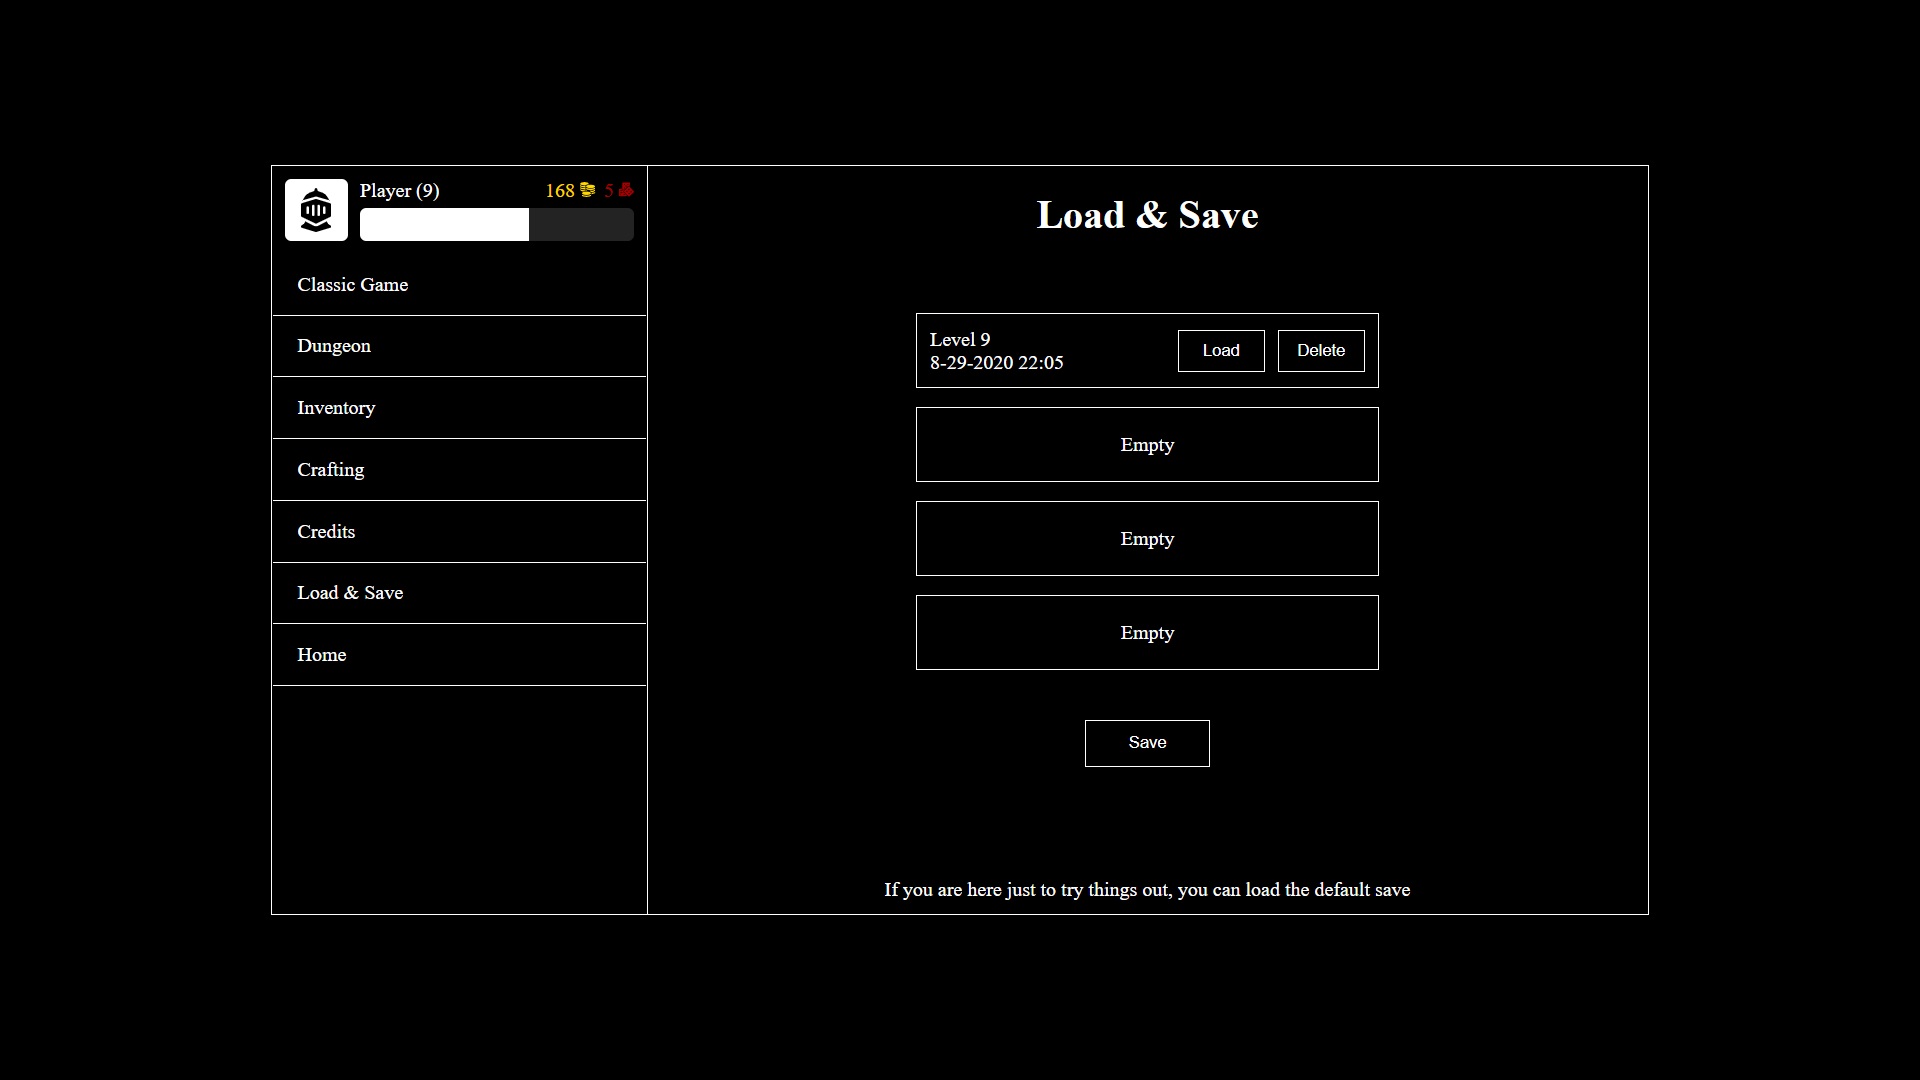 Player (9) 168 5
Classic Game
Dungeon
Inventory
Crafting
Credits
Load & Save
Home
Load & Save
Level 9
8-29-2020 22:05
Load Delete
Empty
Empty
Empty
Save
If you are here just to try things out, you can load the default save